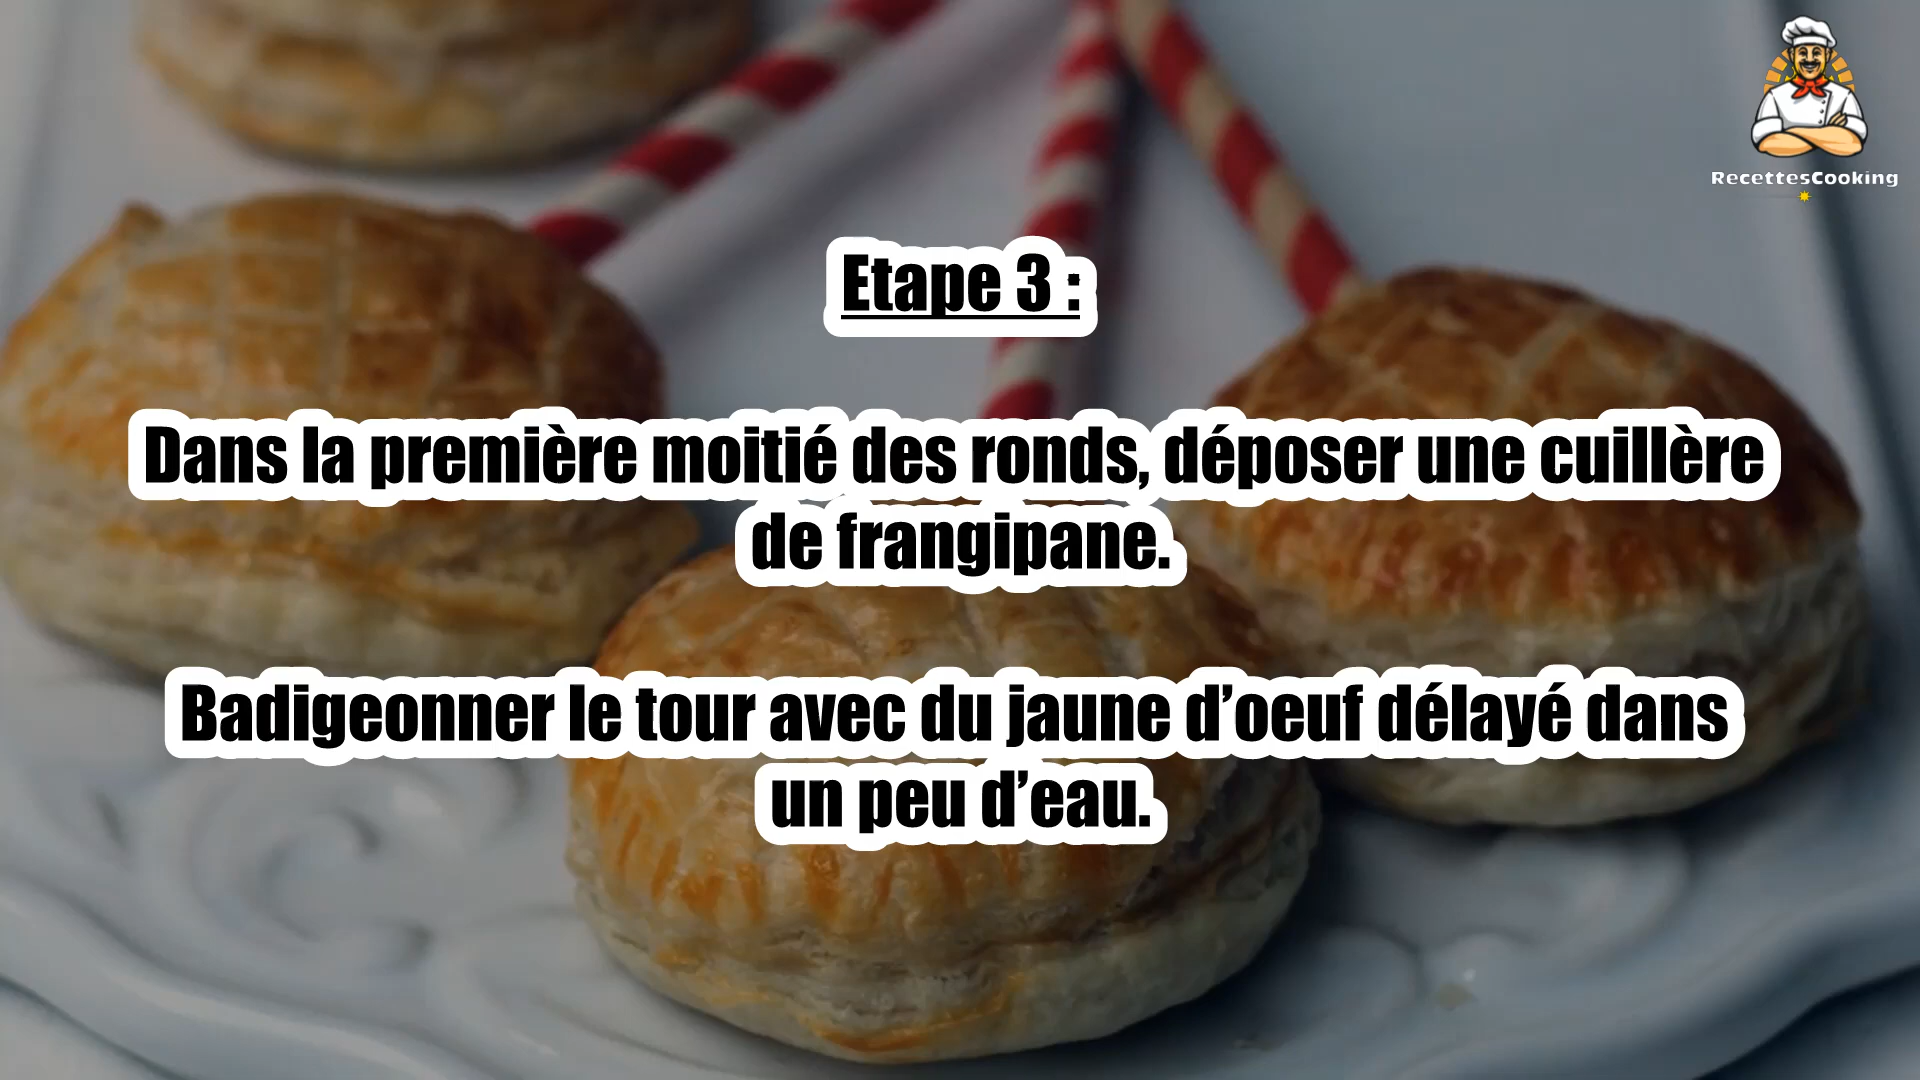 RecettesCooking
Etape 3 :
Dans la première moitié des ronds, déposer une cuillère
de frangipane.
Badigeonner le tour avec du jaune d’oeuf délayé dans
un peu d’eau.